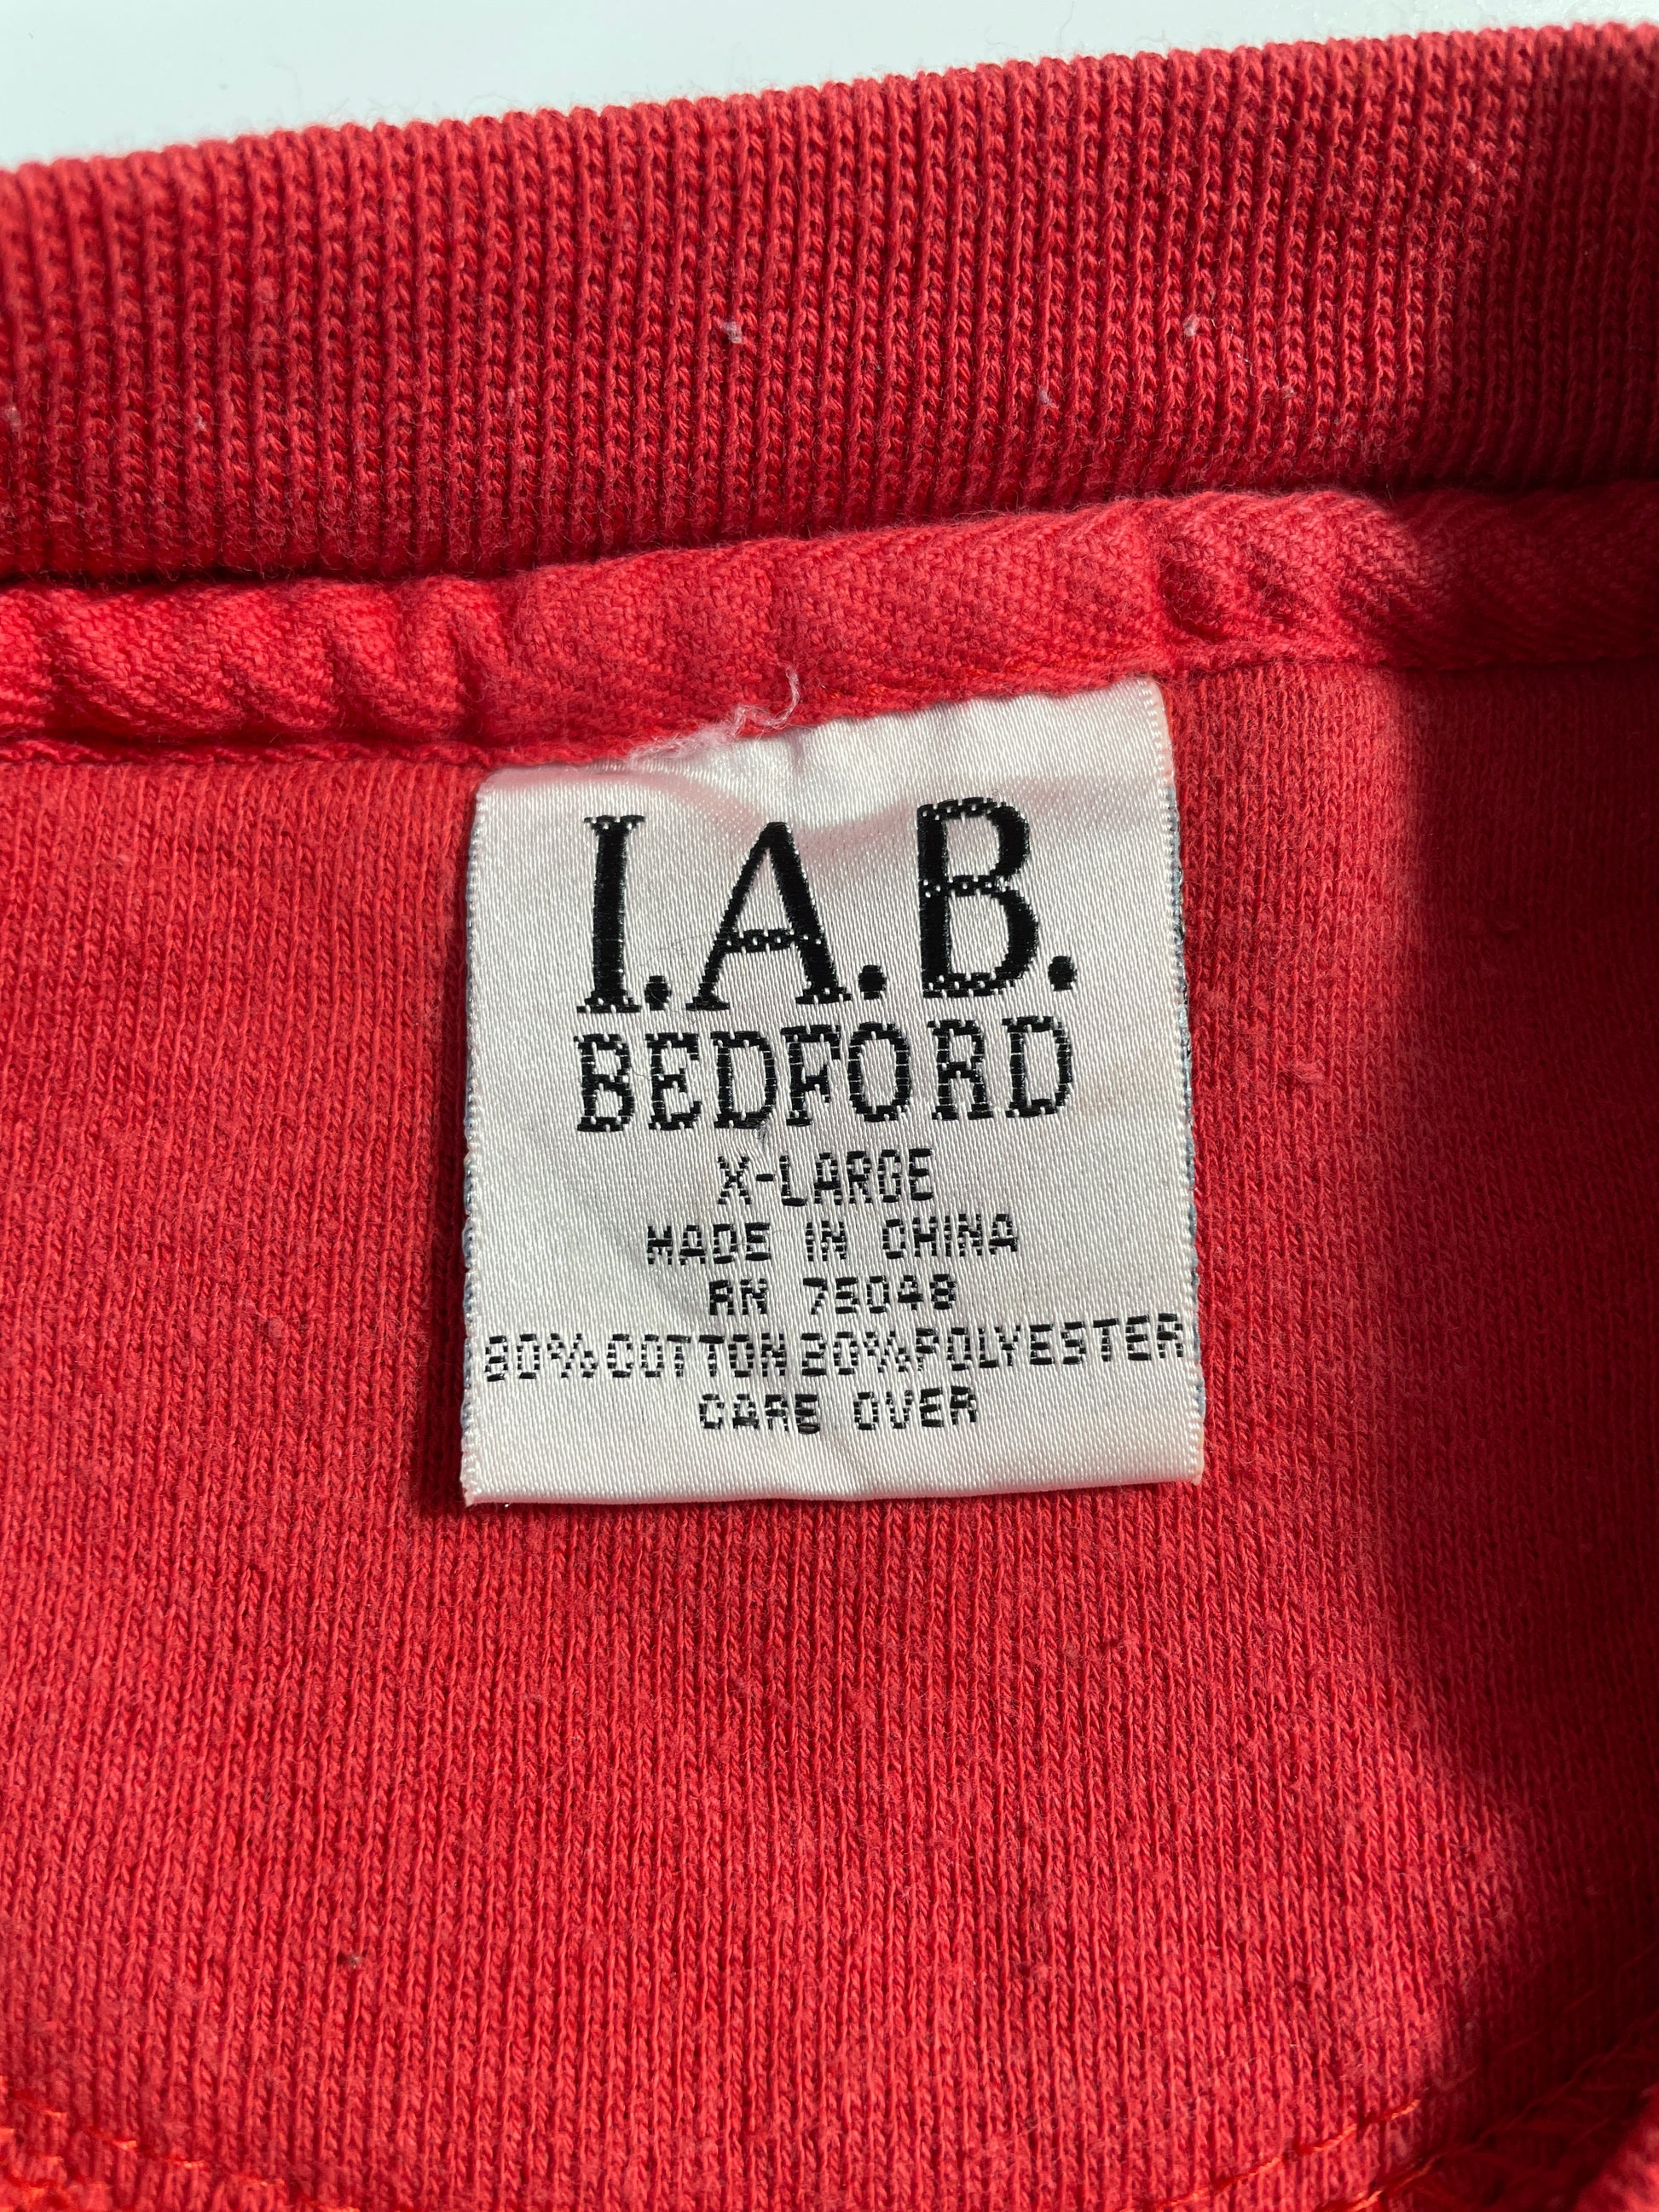 I.A.B.
BEDFORD
X-LARGE
MADE IN CHINA
RN 75048
80% COTTON 20% POLYESTER
CARE OVER